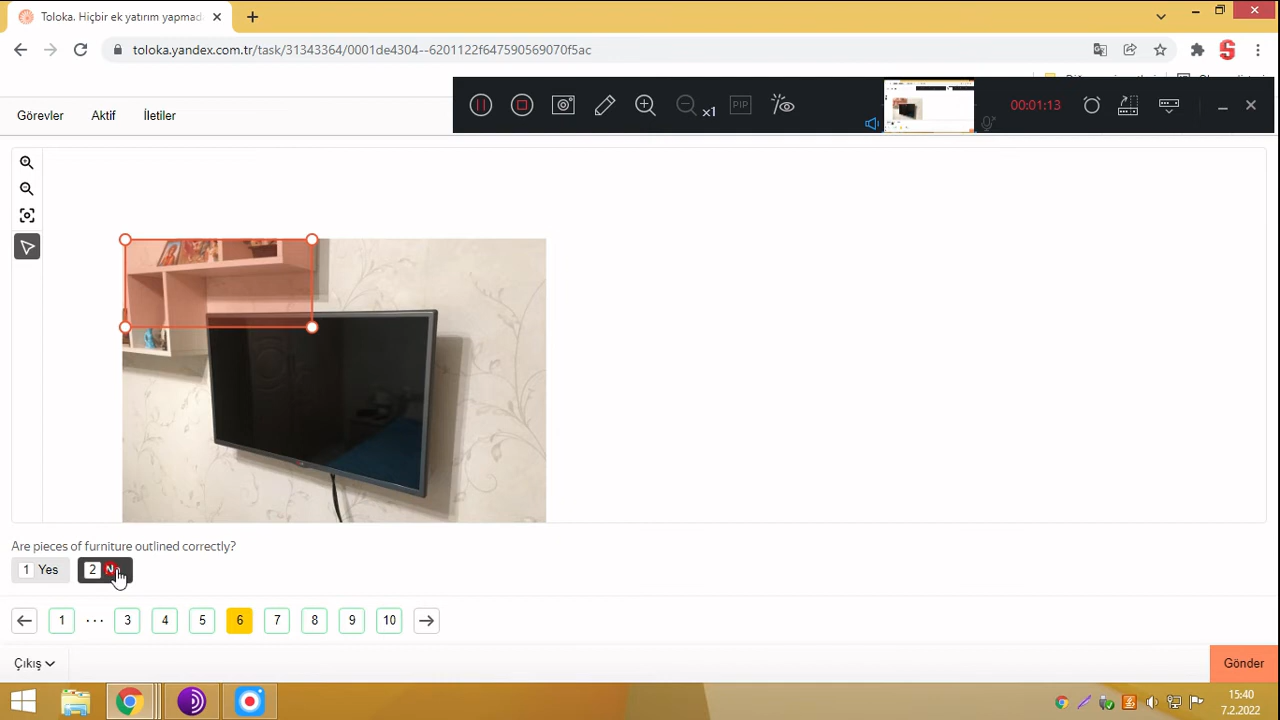 Toloka. Hiçbir ek yatırım yapmada
toloka.yandex.com.tr/task/31343364/0001de4304--6201122f647590569070f5ac
x1
PIP
00:01:13
Görevler
Aktif
İletiler
Are pieces of furniture outlined correctly?
1 Yes
2
1 ··· 3 4 5 6 7 8 9 10
Çıkış
Gönder
15:40
7.2.2022